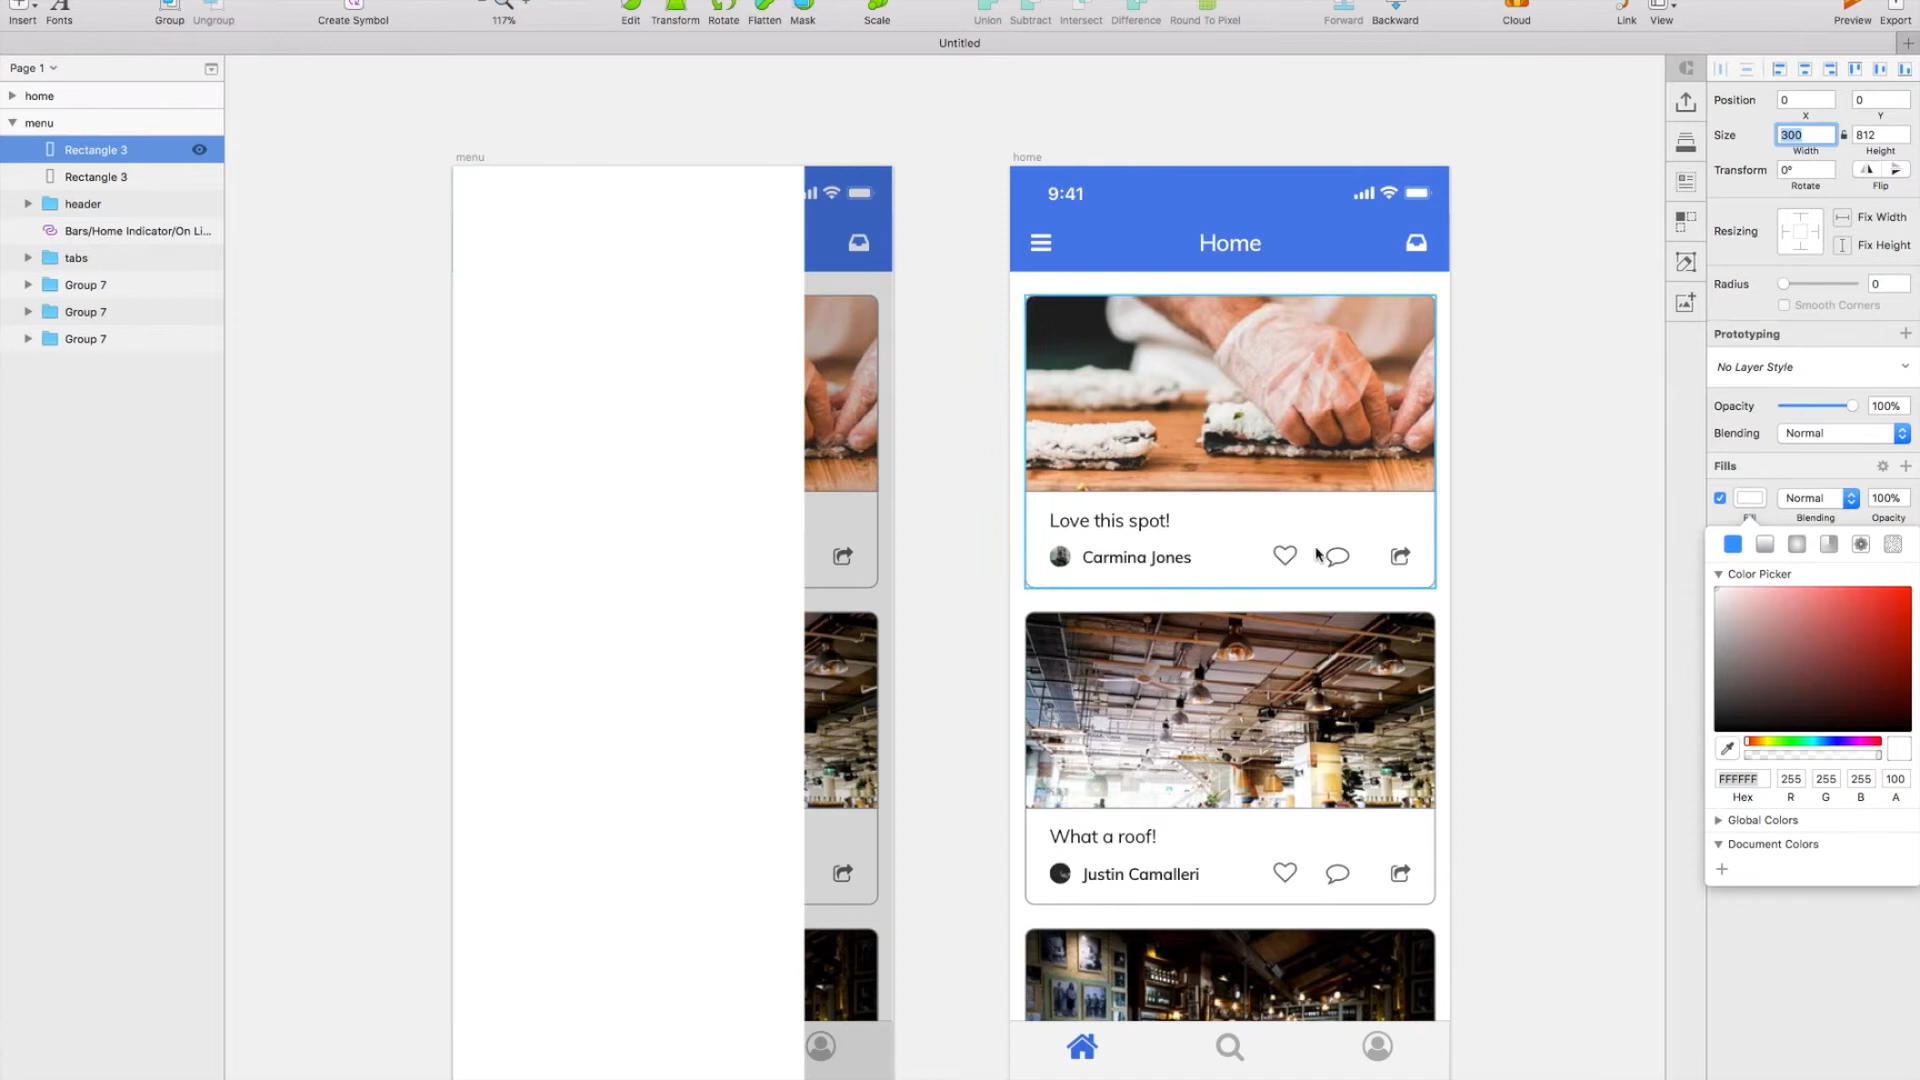 Insert
Fonts
Group
Ungroup
Create Symbol
117%
Edit
Transform
Rotate
Flatten
Mask
Scale
Union
Subtract
Intersect
Difference
Round To Pixel
Forward
Backward
Cloud
Link
View
Preview
Export
Untitled
Page 1
home
menu
Rectangle 3
Rectangle 3
header
Bars/Home Indicator/On Li...
tabs
Group 7
Group 7
Group 7
menu
home
9:41
Home
Love this spot!
Carmina Jones
What a roof!
Justin Camalleri
Position
0
0
X
Y
Size
300
812
Width
Height
Transform
0°
Rotate
Flip
Resizing
Fix Width
Fix Height
Radius
0
Smooth Corners
Prototyping
No Layer Style
Opacity
100%
Blending
Normal
Fills
Normal
100%
Fill
Blending
Opacity
Color Picker
FFFFFF
255
255
255
100
Hex
R
G
B
A
Global Colors
Document Colors